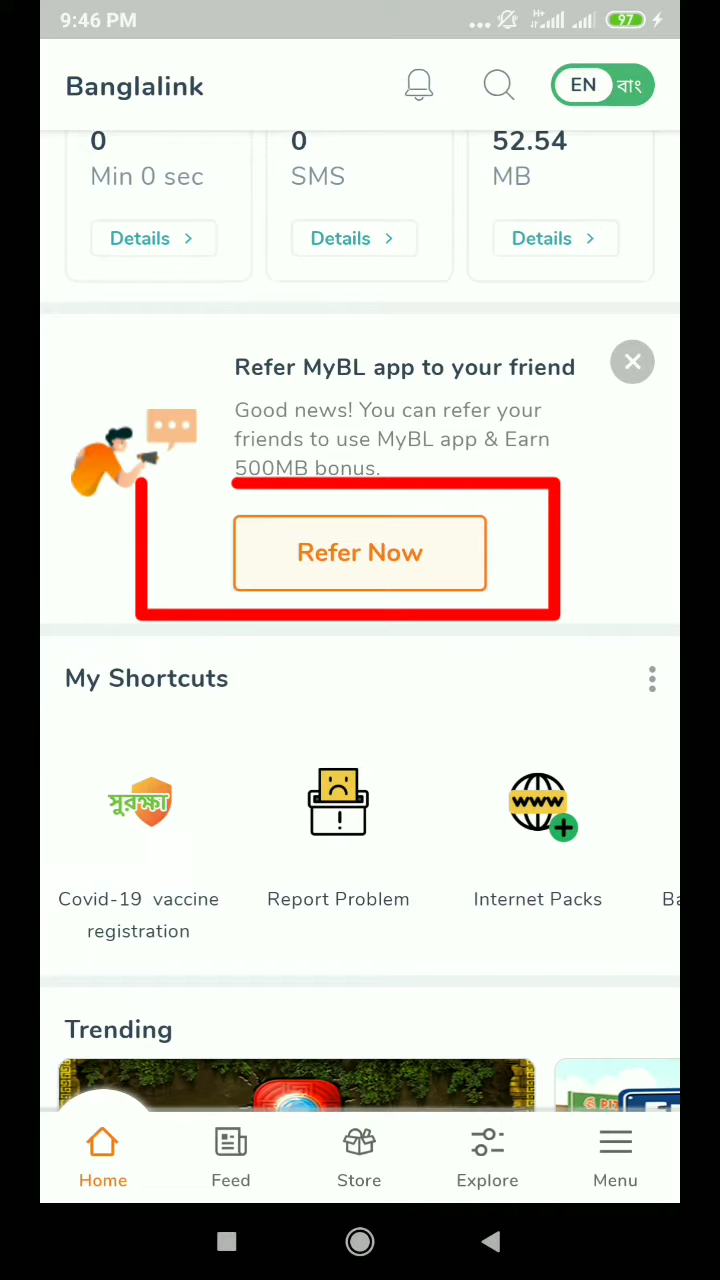 9:46 PM
H+
97
Banglalink
EN বাং
0
Min 0 sec
Details
0
SMS
Details
52.54
MB
Details
Refer MyBL app to your friend
Good news! You can refer your
friends to use MyBL app & Earn
500MB bonus.
Refer Now
My Shortcuts
সুরক্ষা
Covid-19 vaccine
registration
Report Problem
www
Internet Packs
Trending
Home
Feed
Store
Explore
Menu